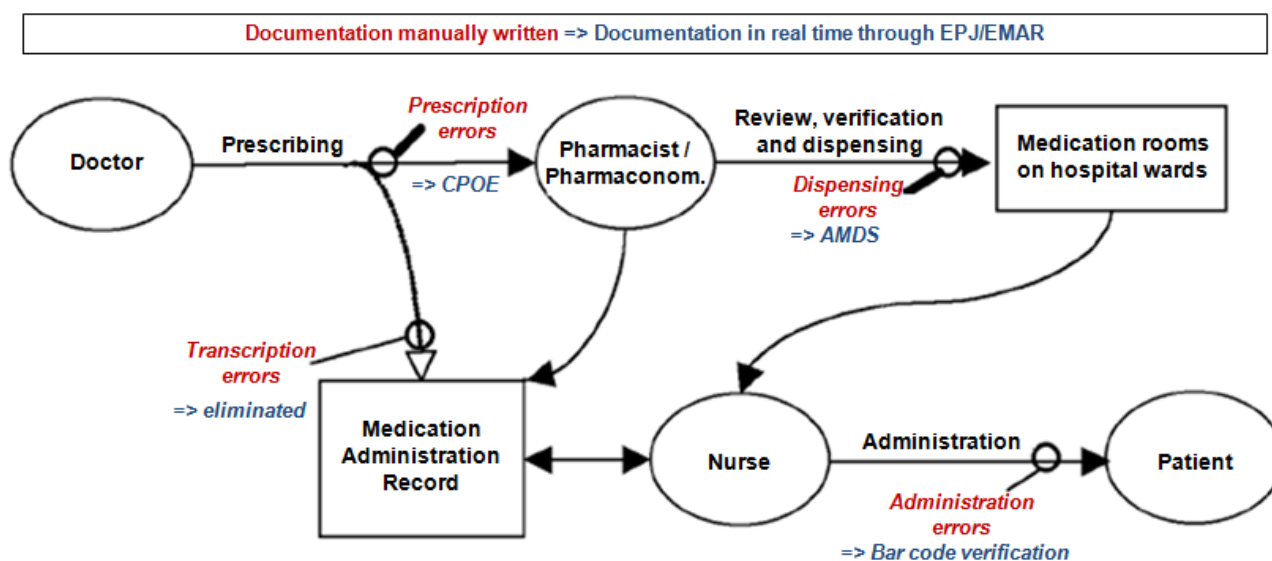 Documentation manually written => Documentation in real time through EPJ/EMAR
Doctor
Prescribing
Prescription
errors
=> CPOE
Pharmacist /
Pharmaconom.
Review, verification
and dispensing
Dispensing
errors
=> AMDS
Medication rooms
on hospital wards
Transcription
errors
=> eliminated
Medication
Administration
Record
Nurse
Administration
Administration
errors
=> Bar code verification
Patient